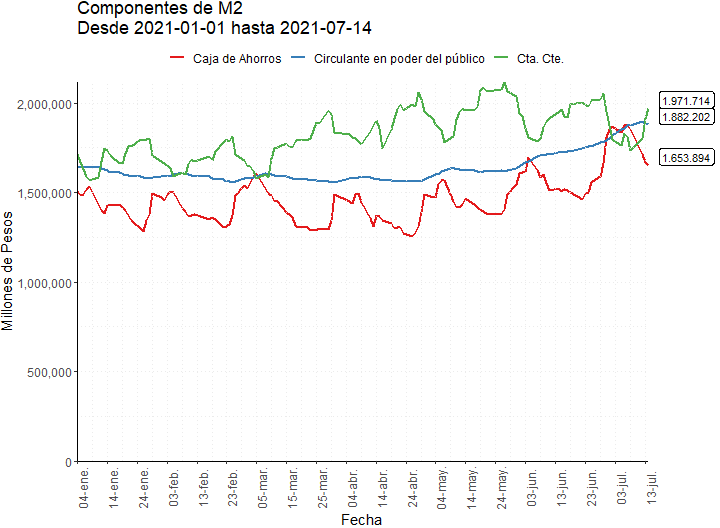 Componentes de M2
Desde 2021-01-01 hasta 2021-07-14
Caja de Ahorros Circulante en poder del público Cta. Cte.
2,000,000
1,500,000
1,000,000
500,000
0
Millones de Pesos
1.971.714
1.882.202
1.653.894
04-ene. 14-ene. 24-ene. 03-feb. 13-feb. 23-feb. 05-mar. 15-mar. 25-mar. 04-abr. 14-abr. 24-abr. 04-may. 14-may. 24-may. 03-jun. 13-jun. 23-jun. 03-jul. 13-jul.
Fecha